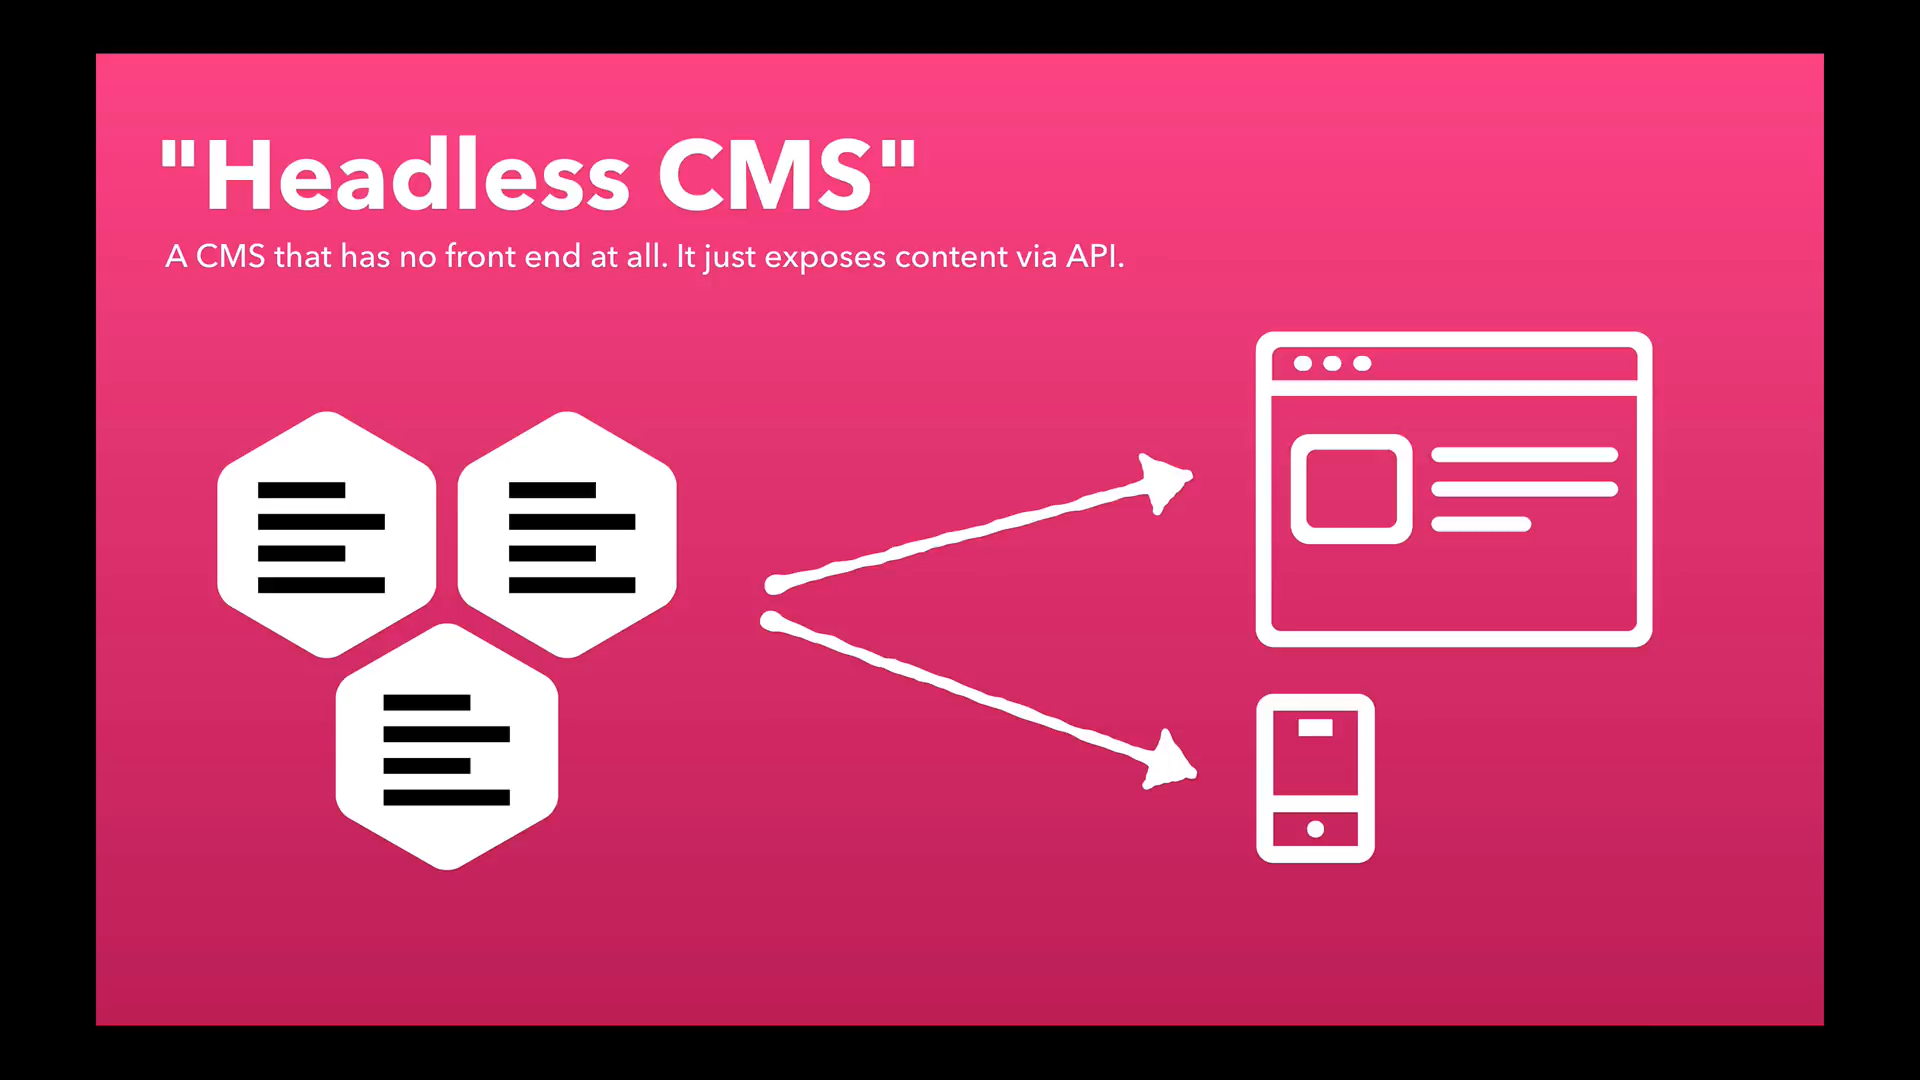 "Headless CMS"
A CMS that has no front end at all. It just exposes content via API.